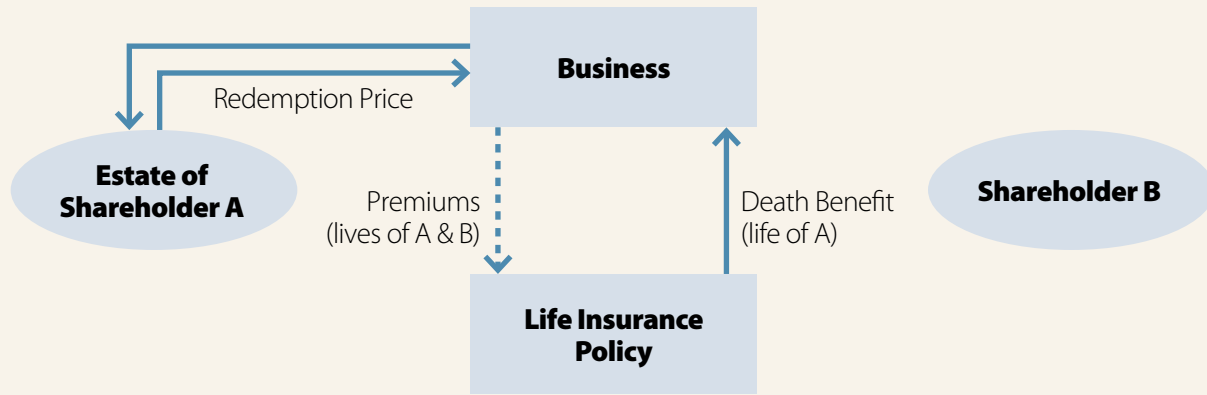 Business
Redemption Price
Estate of
Shareholder A
Premiums
(lives of A & B)
Death Benefit
(life of A)
Shareholder B
Life Insurance
Policy